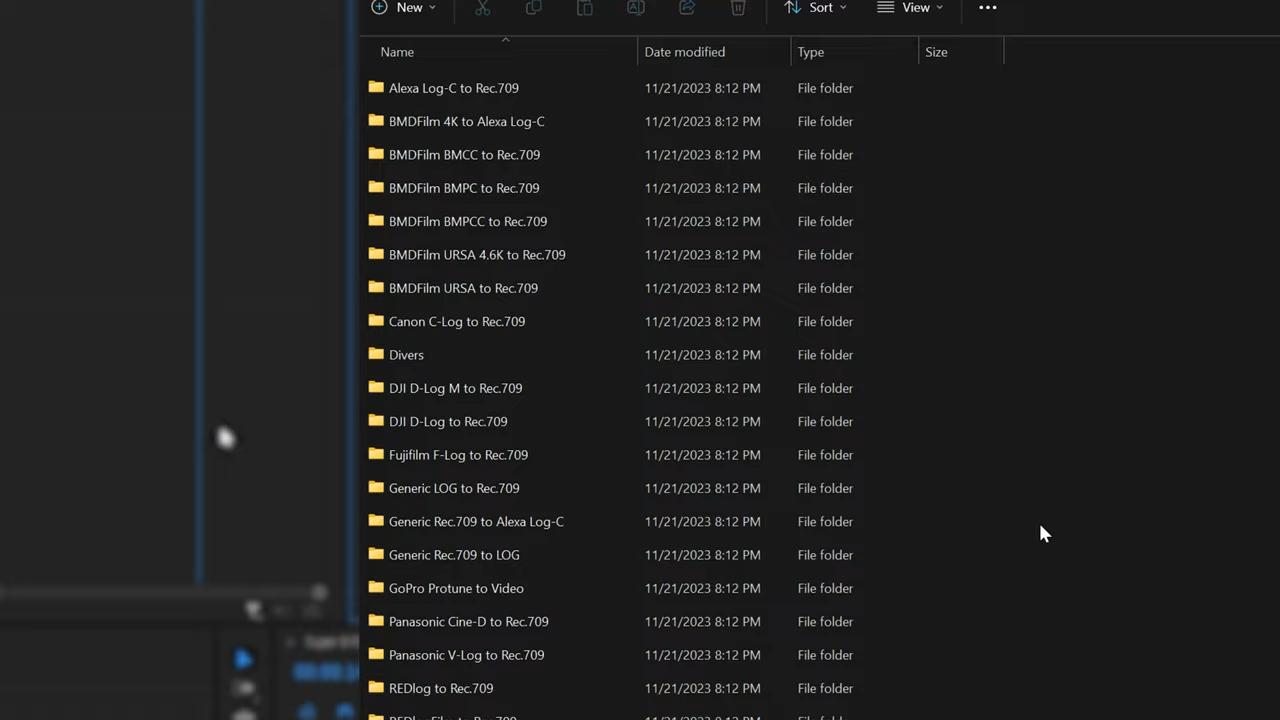 New Sort View
Name Date modified Type Size
Alexa Log-C to Rec.709 11/21/2023 8:12 PM File folder
BMDFilm 4K to Alexa Log-C 11/21/2023 8:12 PM File folder
BMDFilm BMCC to Rec.709 11/21/2023 8:12 PM File folder
BMDFilm BMPC to Rec.709 11/21/2023 8:12 PM File folder
BMDFilm BMPCC to Rec.709 11/21/2023 8:12 PM File folder
BMDFilm URSA 4.6K to Rec.709 11/21/2023 8:12 PM File folder
BMDFilm URSA to Rec.709 11/21/2023 8:12 PM File folder
Canon C-Log to Rec.709 11/21/2023 8:12 PM File folder
Divers 11/21/2023 8:12 PM File folder
DJI D-Log M to Rec.709 11/21/2023 8:12 PM File folder
DJI D-Log to Rec.709 11/21/2023 8:12 PM File folder
Fujifilm F-Log to Rec.709 11/21/2023 8:12 PM File folder
Generic LOG to Rec.709 11/21/2023 8:12 PM File folder
Generic Rec.709 to Alexa Log-C 11/21/2023 8:12 PM File folder
Generic Rec.709 to LOG 11/21/2023 8:12 PM File folder
GoPro Protune to Video 11/21/2023 8:12 PM File folder
Panasonic Cine-D to Rec.709 11/21/2023 8:12 PM File folder
Panasonic V-Log to Rec.709 11/21/2023 8:12 PM File folder
REDlog to Rec.709 11/21/2023 8:12 PM File folder